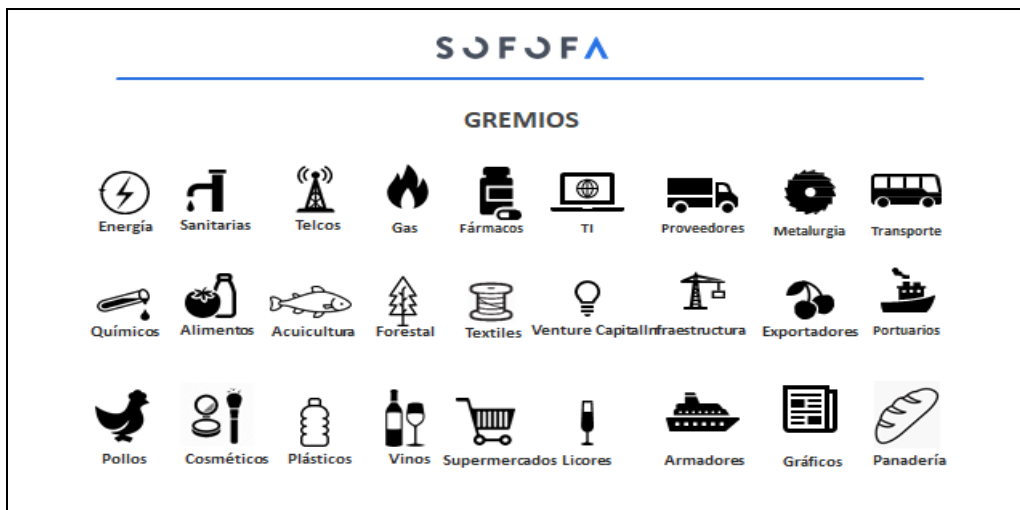 SOFOFA
GREMIOS
Energía Sanitarias Telcos Gas Fármacos TI Proveedores Metalurgia Transporte
Químicos Alimentos Acuicultura Forestal Textiles Venture Capital Infraestructura Exportadores Portuarios
Pollos Cosméticos Plásticos Vinos Supermercados Licores Armadores Gráficos Panadería